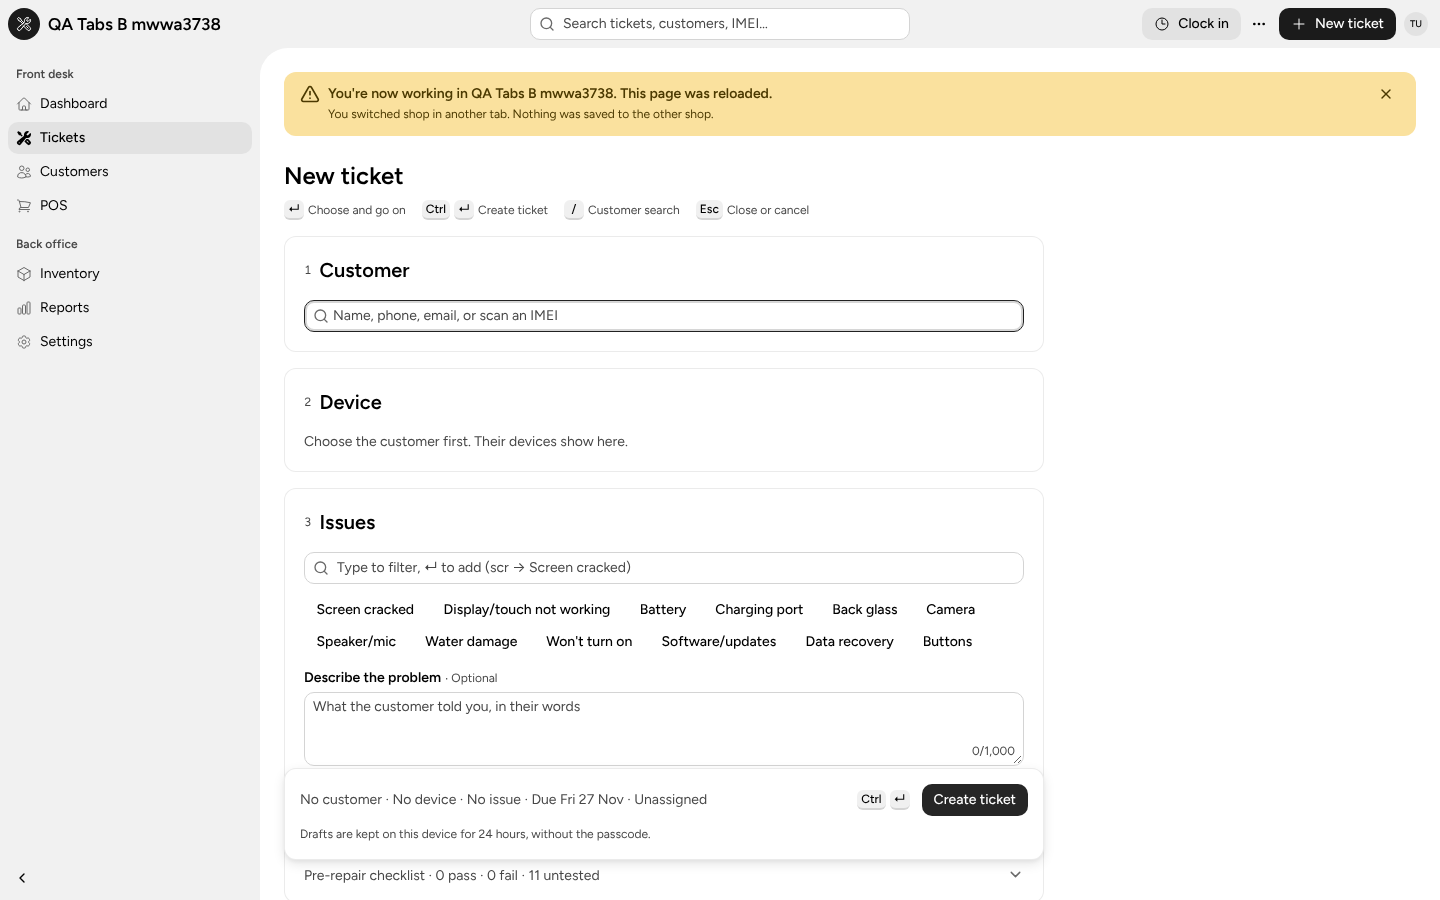 QA Tabs B mwwa3738
Search tickets, customers, IMEI...
Clock in
New ticket
TU
Front desk
Dashboard
Tickets
Customers
POS
Back office
Inventory
Reports
Settings
You're now working in QA Tabs B mwwa3738. This page was reloaded.
You switched shop in another tab. Nothing was saved to the other shop.
New ticket
↵ Choose and go on Ctrl ↵ Create ticket / Customer search Esc Close or cancel
1 Customer
Name, phone, email, or scan an IMEI
2 Device
Choose the customer first. Their devices show here.
3 Issues
Type to filter, ↵ to add (scr → Screen cracked)
Screen cracked Display/touch not working Battery Charging port Back glass Camera
Speaker/mic Water damage Won't turn on Software/updates Data recovery Buttons
Describe the problem · Optional
What the customer told you, in their words
0/1,000
No customer · No device · No issue · Due Fri 27 Nov · Unassigned Ctrl ↵ Create ticket
Drafts are kept on this device for 24 hours, without the passcode.
Pre-repair checklist · 0 pass · 0 fail · 11 untested